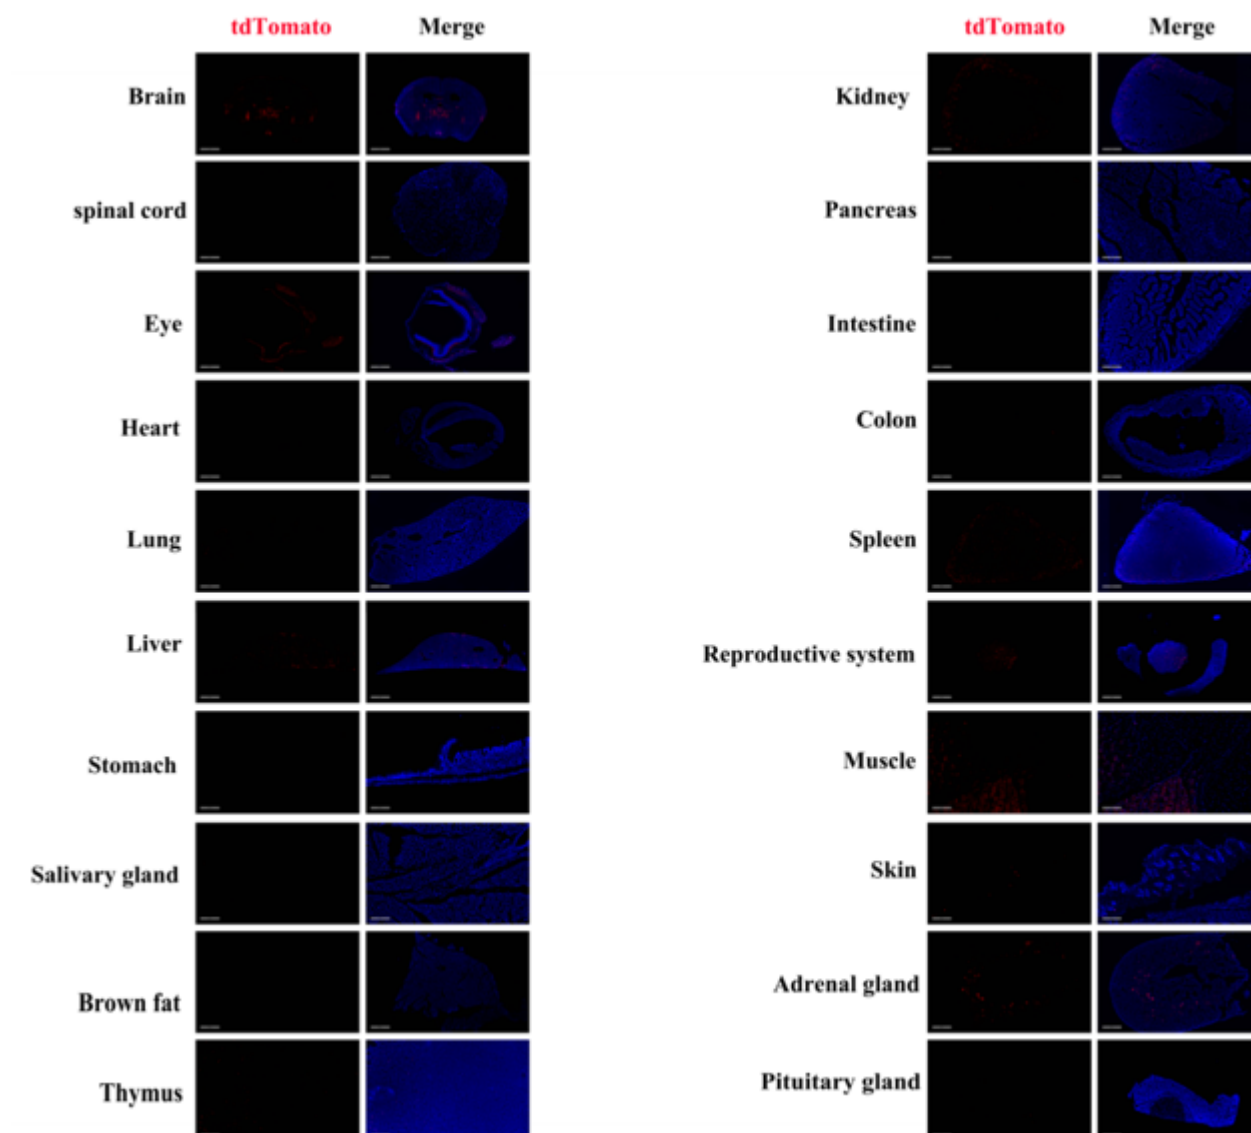 tdTomato Merge
Brain
spinal cord
Eye
Heart
Lung
Liver
Stomach
Salivary gland
Brown fat
Thymus
tdTomato Merge
Kidney
Pancreas
Intestine
Colon
Spleen
Reproductive system
Muscle
Skin
Adrenal gland
Pituitary gland